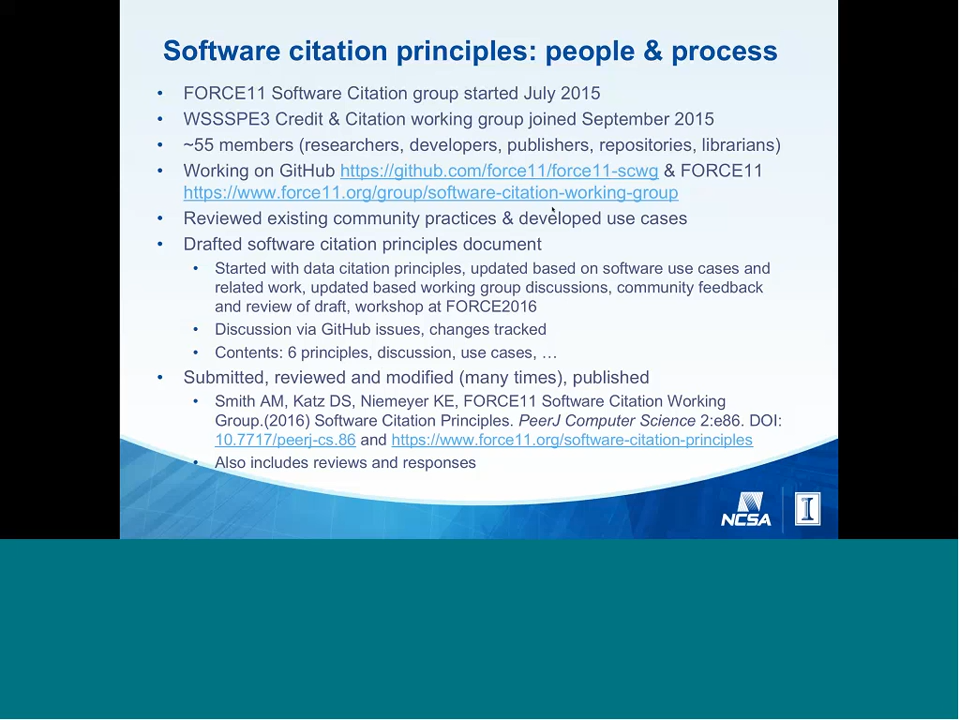 Software citation principles: people & process
• FORCE11 Software Citation group started July 2015
• WSSSPE3 Credit & Citation working group joined September 2015
• ~55 members (researchers, developers, publishers, repositories, librarians)
• Working on GitHub https://github.com/force11/force11-scwg & FORCE11
https://www.force11.org/group/software-citation-working-group
• Reviewed existing community practices & developed use cases
• Drafted software citation principles document
• Started with data citation principles, updated based on software use cases and
related work, updated based working group discussions, community feedback
and review of draft, workshop at FORCE2016
• Discussion via GitHub issues, changes tracked
• Contents: 6 principles, discussion, use cases, …
• Submitted, reviewed and modified (many times), published
• Smith AM, Katz DS, Niemeyer KE, FORCE11 Software Citation Working
Group.(2016) Software Citation Principles. PeerJ Computer Science 2:e86. DOI:
10.7717/peerj-cs.86 and https://www.force11.org/software-citation-principles
• Also includes reviews and responses
NCSA
I